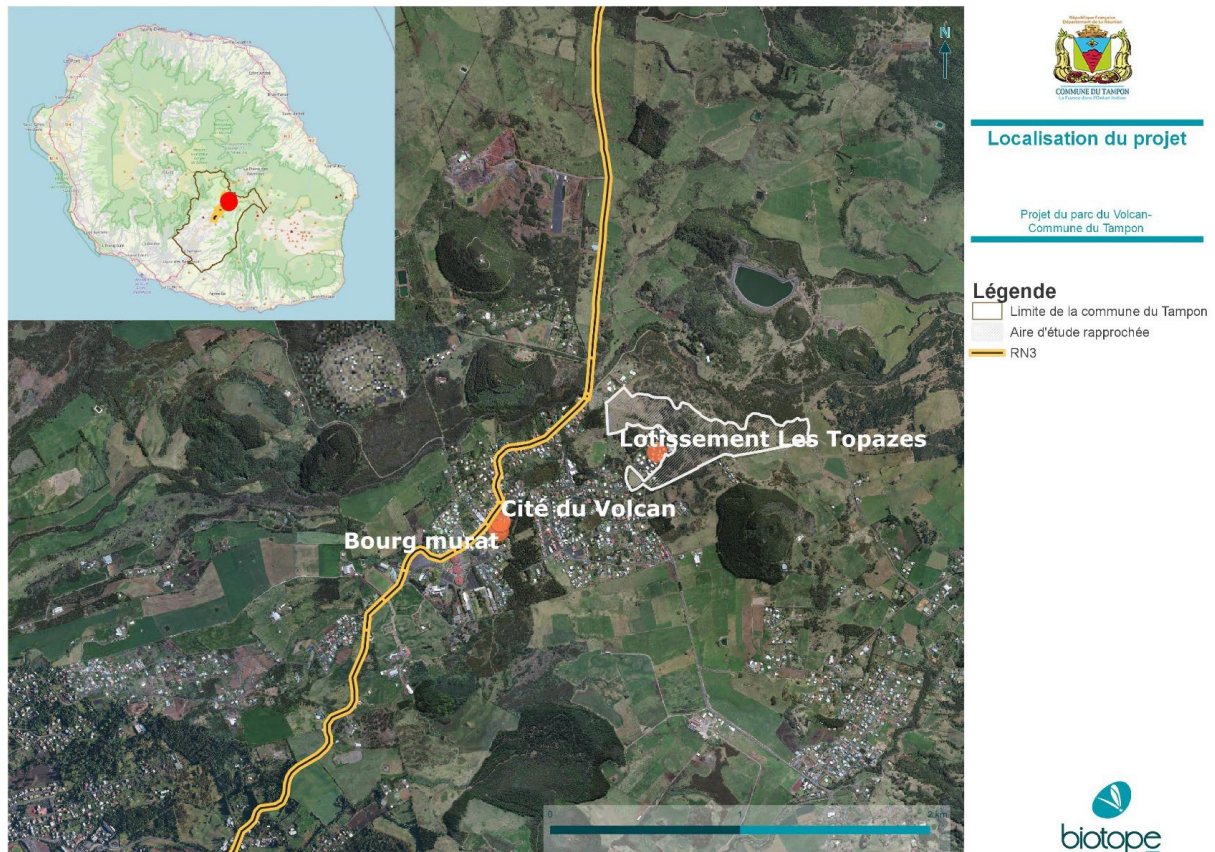 République Française
Département de La Réunion
COMMUNE DU TAMPON
Localisation du projet
Projet du parc du Volcan-
Commune du Tampon
Légende
Limite de la commune du Tampon
Aire d'étude rapprochée
RN3
N
Lotissement Les Topazes
Cité du Volcan
Bourg murat
0
1
2 km
biotope